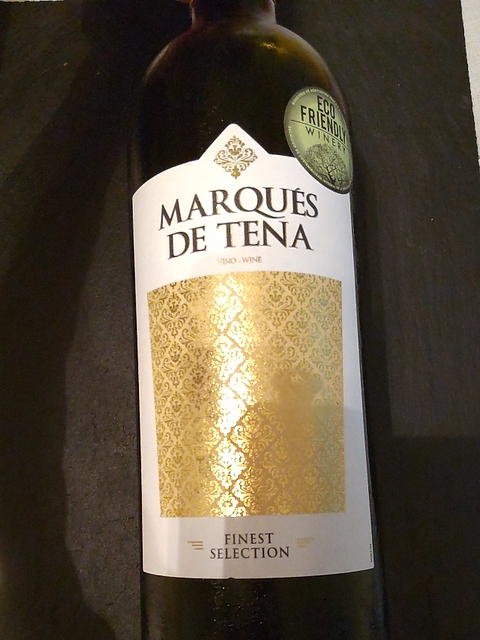 ECO
FRIENDLY
WINERY
MARQUÉS
DE TENA
VINO - WINE
FINEST
SELECTION